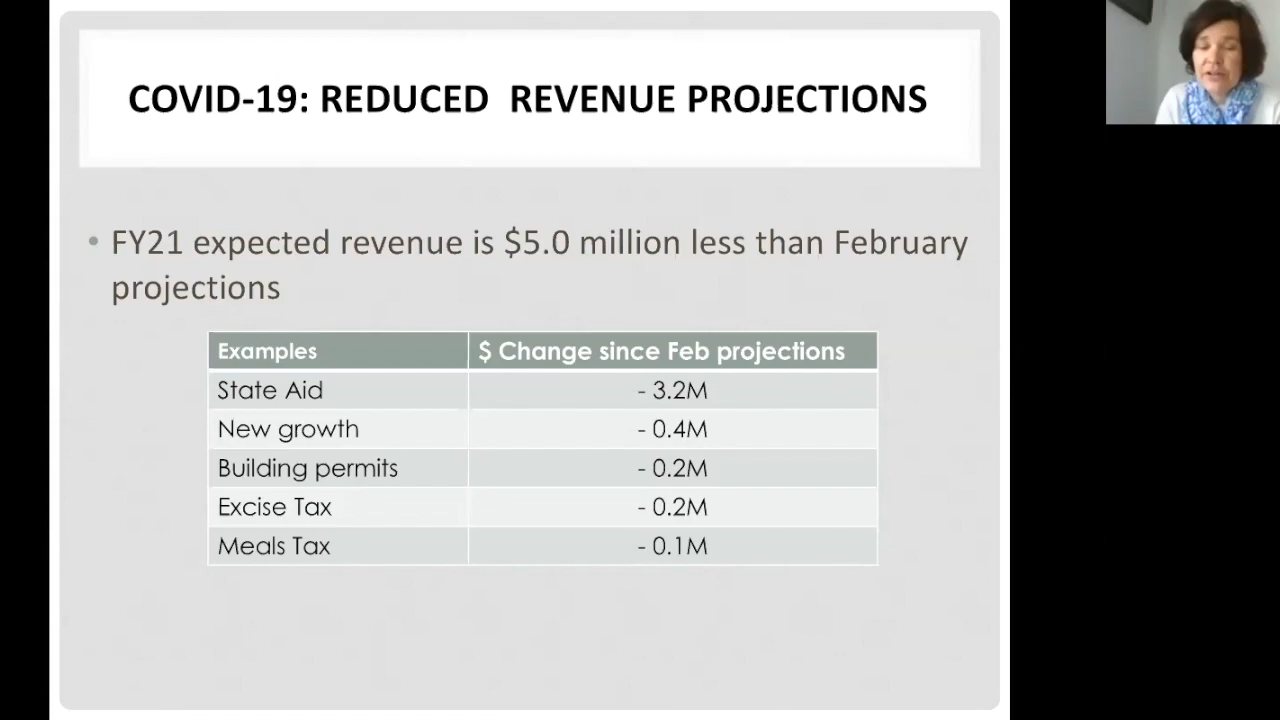 COVID-19: REDUCED REVENUE PROJECTIONS
• FY21 expected revenue is $5.0 million less than February
projections
Examples $ Change since Feb projections
State Aid - 3.2M
New growth - 0.4M
Building permits - 0.2M
Excise Tax - 0.2M
Meals Tax - 0.1M